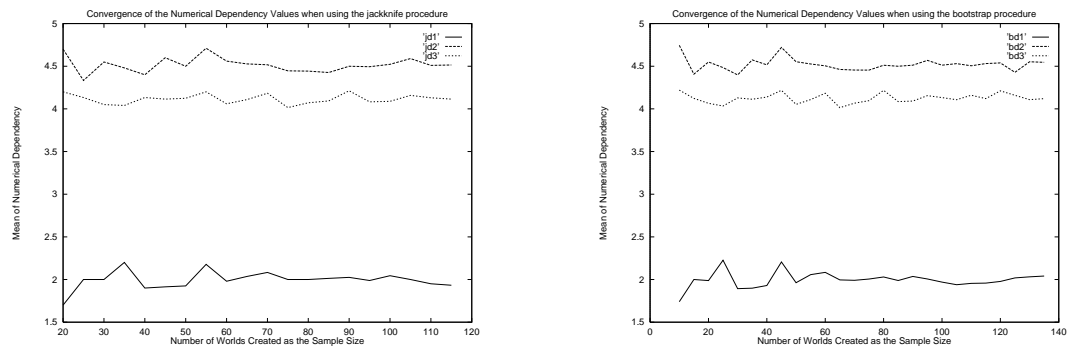 Convergence of the Numerical Dependency Values when using the jackknife procedure
'jd1'
'jd2'
'jd3'
5
4.5
4
3.5
3
2.5
2
1.5
Mean of Numerical Dependency
20 30 40 50 60 70 80 90 100 110 120
Number of Worlds Created as the Sample Size
Convergence of the Numerical Dependency Values when using the bootstrap procedure
'bd1'
'bd2'
'bd3'
5
4.5
4
3.5
3
2.5
2
1.5
Mean of Numerical Dependency
0 20 40 60 80 100 120 140
Number of Worlds Created as the Sample Size